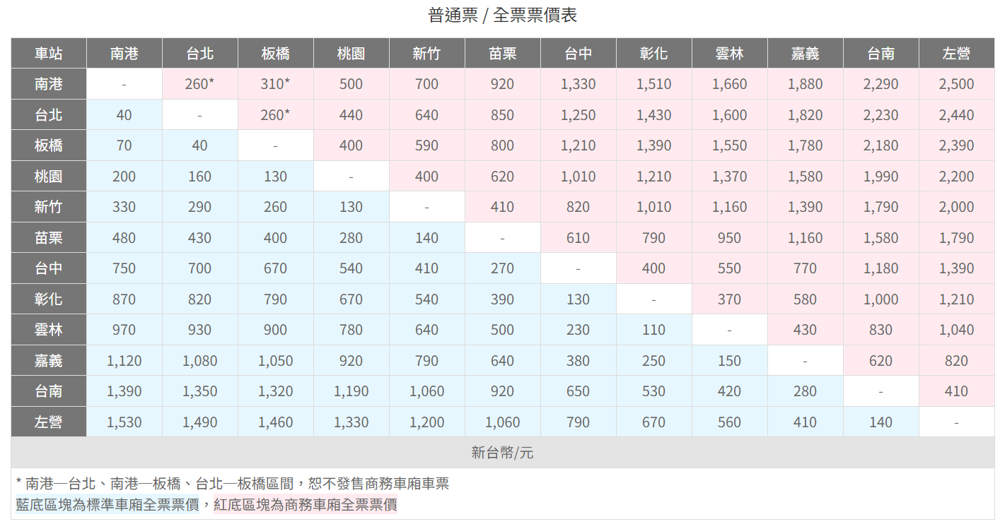 普通票 / 全票票價表
車站 南港 台北 板橋 桃園 新竹 苗栗 台中 彰化 雲林 嘉義 台南 左營
南港 - 260* 310* 500 700 920 1,330 1,510 1,660 1,880 2,290 2,500
台北 40 - 260* 440 640 850 1,250 1,430 1,600 1,820 2,230 2,440
板橋 70 40 - 400 590 800 1,210 1,390 1,550 1,780 2,180 2,390
桃園 200 160 130 - 400 620 1,010 1,210 1,370 1,580 1,990 2,200
新竹 330 290 260 130 - 410 820 1,010 1,160 1,390 1,790 2,000
苗栗 480 430 400 280 140 - 610 790 950 1,160 1,580 1,790
台中 750 700 670 540 410 270 - 400 550 770 1,180 1,390
彰化 870 820 790 670 540 390 130 - 370 580 1,000 1,210
雲林 970 930 900 780 640 500 230 110 - 430 830 1,040
嘉義 1,120 1,080 1,050 920 790 640 380 250 150 - 620 820
台南 1,390 1,350 1,320 1,190 1,060 920 650 530 420 280 - 410
左營 1,530 1,490 1,460 1,330 1,200 1,060 790 670 560 410 140 -
新台幣/元
* 南港─台北、南港─板橋、台北─板橋區間，恕不發售商務車廂車票
藍底區塊為標準車廂全票票價，紅底區塊為商務車廂全票票價